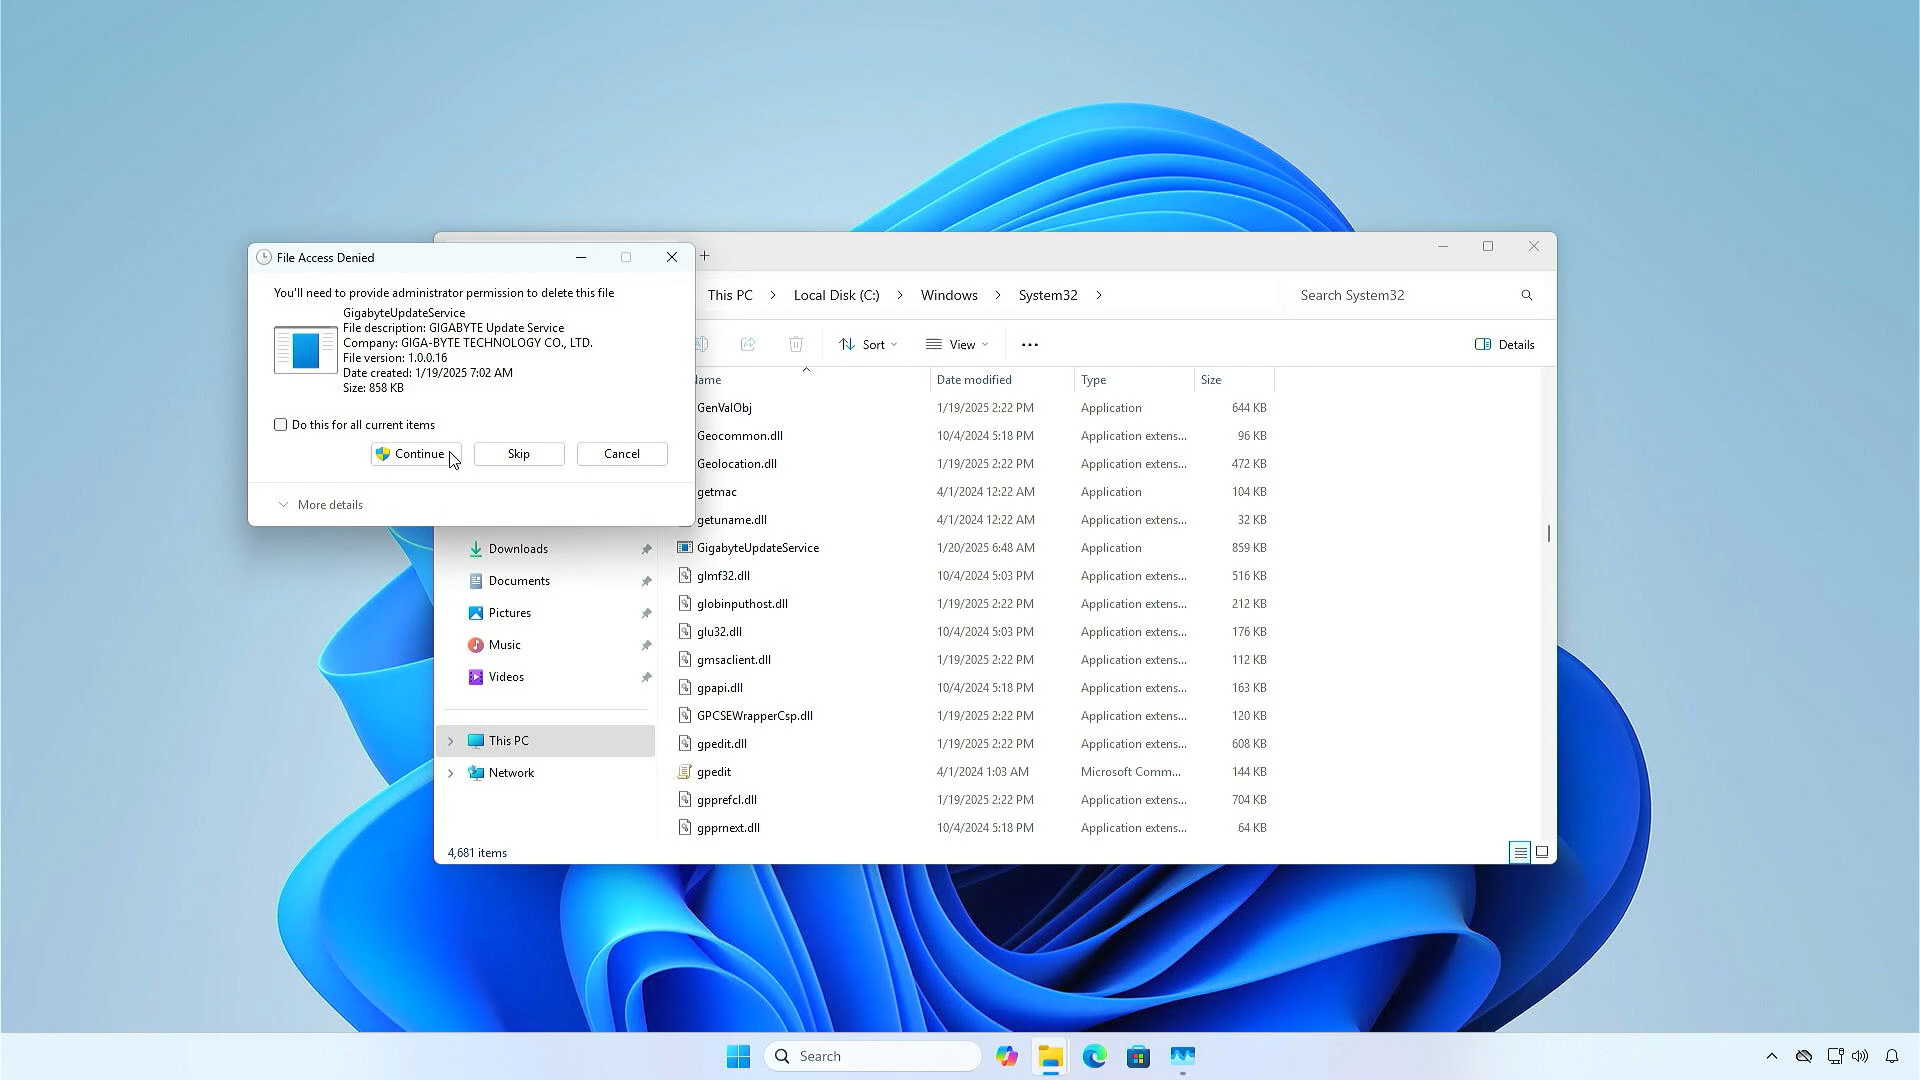 File Access Denied
You'll need to provide administrator permission to delete this file
GigabyteUpdateService
File description: GIGABYTE Update Service
Company: GIGA-BYTE TECHNOLOGY CO., LTD.
File version: 1.0.0.16
Date created: 1/19/2025 7:02 AM
Size: 858 KB
Do this for all current items
Continue Skip Cancel
More details
This PC Local Disk (C:) Windows System32
Search System32
Sort View Details
Date modified Type Size
GenValObj 1/19/2025 2:22 PM Application 644 KB
Geocommon.dll 10/4/2024 5:18 PM Application extens... 96 KB
Geolocation.dll 1/19/2025 2:22 PM Application extens... 472 KB
getmac 4/1/2024 12:22 AM Application 104 KB
getuname.dll 4/1/2024 12:22 AM Application extens... 32 KB
GigabyteUpdateService 1/20/2025 6:48 AM Application 859 KB
glmf32.dll 10/4/2024 5:03 PM Application extens... 516 KB
globinputhost.dll 1/19/2025 2:22 PM Application extens... 212 KB
glu32.dll 10/4/2024 5:03 PM Application extens... 176 KB
gmsaclient.dll 1/19/2025 2:22 PM Application extens... 112 KB
gpapi.dll 10/4/2024 5:18 PM Application extens... 163 KB
GPCSEWrapperCsp.dll 1/19/2025 2:22 PM Application extens... 120 KB
gpedit.dll 1/19/2025 2:22 PM Application extens... 608 KB
gpedit 4/1/2024 1:03 AM Microsoft Comm... 144 KB
gpprefcl.dll 1/19/2025 2:22 PM Application extens... 704 KB
gpprnext.dll 10/4/2024 5:18 PM Application extens... 64 KB
Downloads
Documents
Pictures
Music
Videos
This PC
Network
4,681 items
Search